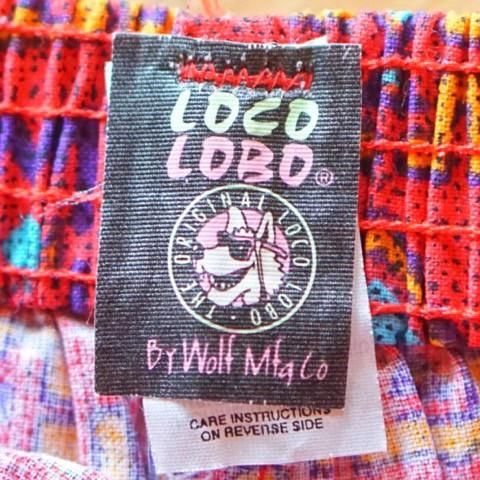 LOCO
LOBO®
THE ORIGINAL LOCO LOBO
By Wolf Mfg Co
CARE INSTRUCTIONS
ON REVERSE SIDE